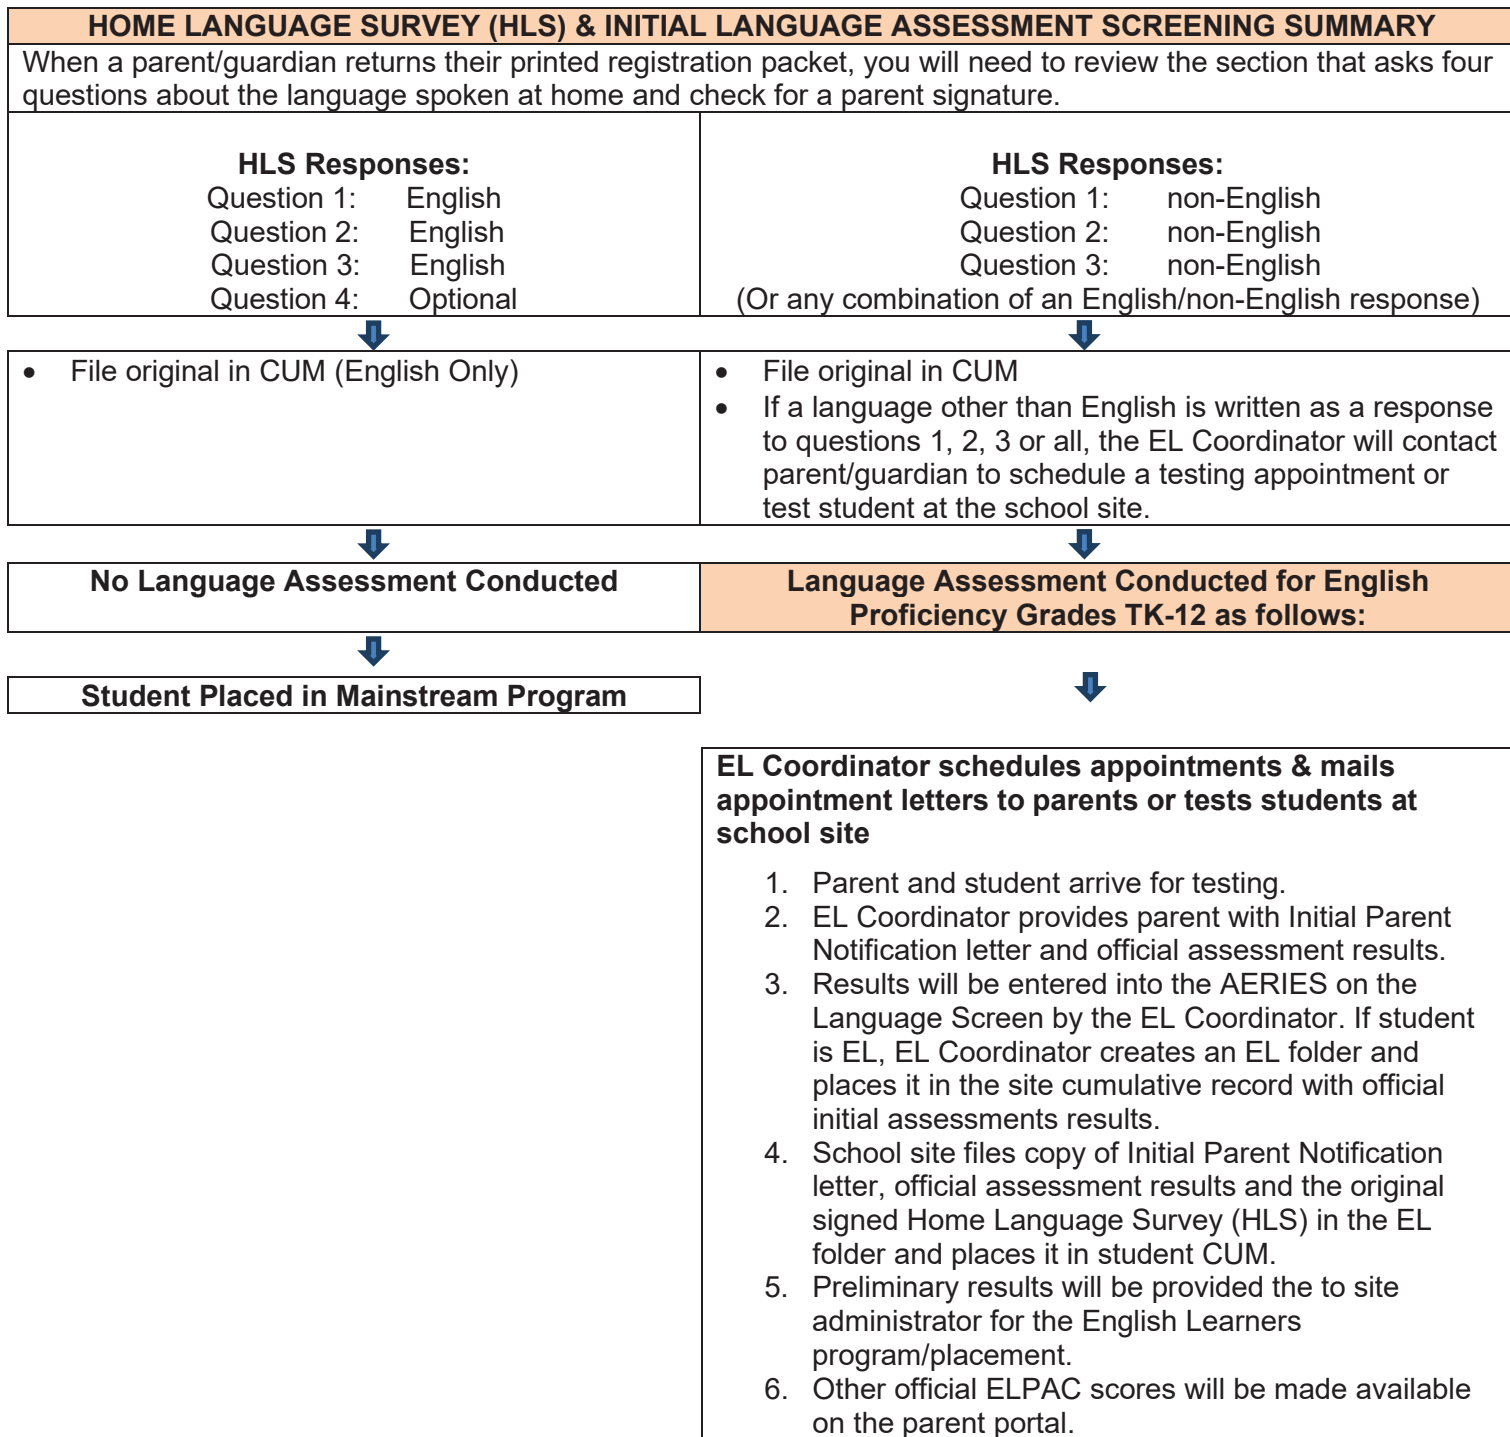 HOME LANGUAGE SURVEY (HLS) & INITIAL LANGUAGE ASSESSMENT SCREENING SUMMARY
When a parent/guardian returns their printed registration packet, you will need to review the section that asks four
questions about the language spoken at home and check for a parent signature.
HLS Responses:
Question 1: English
Question 2: English
Question 3: English
Question 4: Optional
HLS Responses:
Question 1: non-English
Question 2: non-English
Question 3: non-English
(Or any combination of an English/non-English response)
• File original in CUM (English Only)
• File original in CUM
• If a language other than English is written as a response
to questions 1, 2, 3 or all, the EL Coordinator will contact
parent/guardian to schedule a testing appointment or
test student at the school site.
No Language Assessment Conducted
Language Assessment Conducted for English
Proficiency Grades TK-12 as follows:
Student Placed in Mainstream Program
EL Coordinator schedules appointments & mails
appointment letters to parents or tests students at
school site
1. Parent and student arrive for testing.
2. EL Coordinator provides parent with Initial Parent
Notification letter and official assessment results.
3. Results will be entered into the AERIES on the
Language Screen by the EL Coordinator. If student
is EL, EL Coordinator creates an EL folder and
places it in the site cumulative record with official
initial assessments results.
4. School site files copy of Initial Parent Notification
letter, official assessment results and the original
signed Home Language Survey (HLS) in the EL
folder and places it in student CUM.
5. Preliminary results will be provided the to site
administrator for the English Learners
program/placement.
6. Other official ELPAC scores will be made available
on the parent portal.